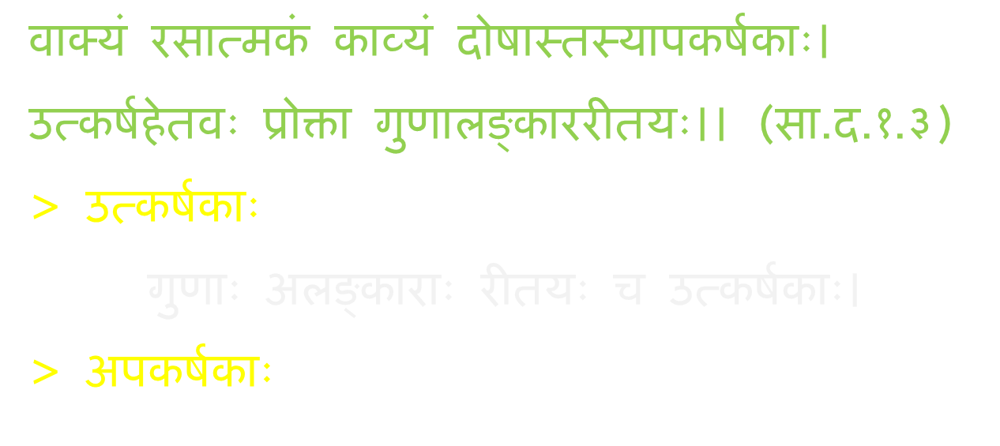 वाक्यं रसात्मकं काव्यं दोषास्तस्यापकर्षकाः।
उत्कर्षहेतवः प्रोक्ता गुणालङ्काररीतयः।। (सा.द.१.३)
> उत्कर्षकाः
गुणाः अलङ्काराः रीतयः च उत्कर्षकाः।
> अपकर्षकाः